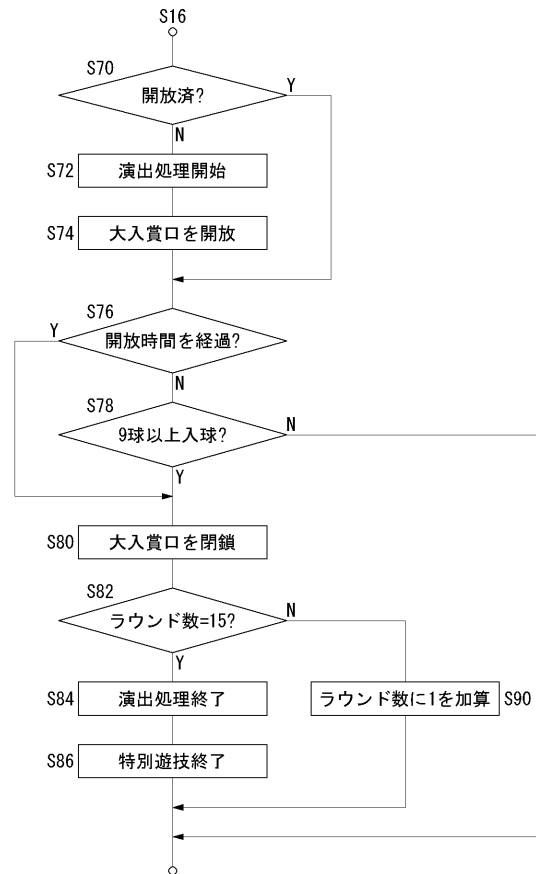 S16
S70
開放済?
Y
N
S72
演出処理開始
S74
大入賞口を開放
S76
Y
開放時間を経過?
N
S78
9球以上入球?
N
Y
S80
大入賞口を閉鎖
S82
ラウンド数=15?
N
Y
S84
演出処理終了
ラウンド数に1を加算
S90
S86
特別遊技終了